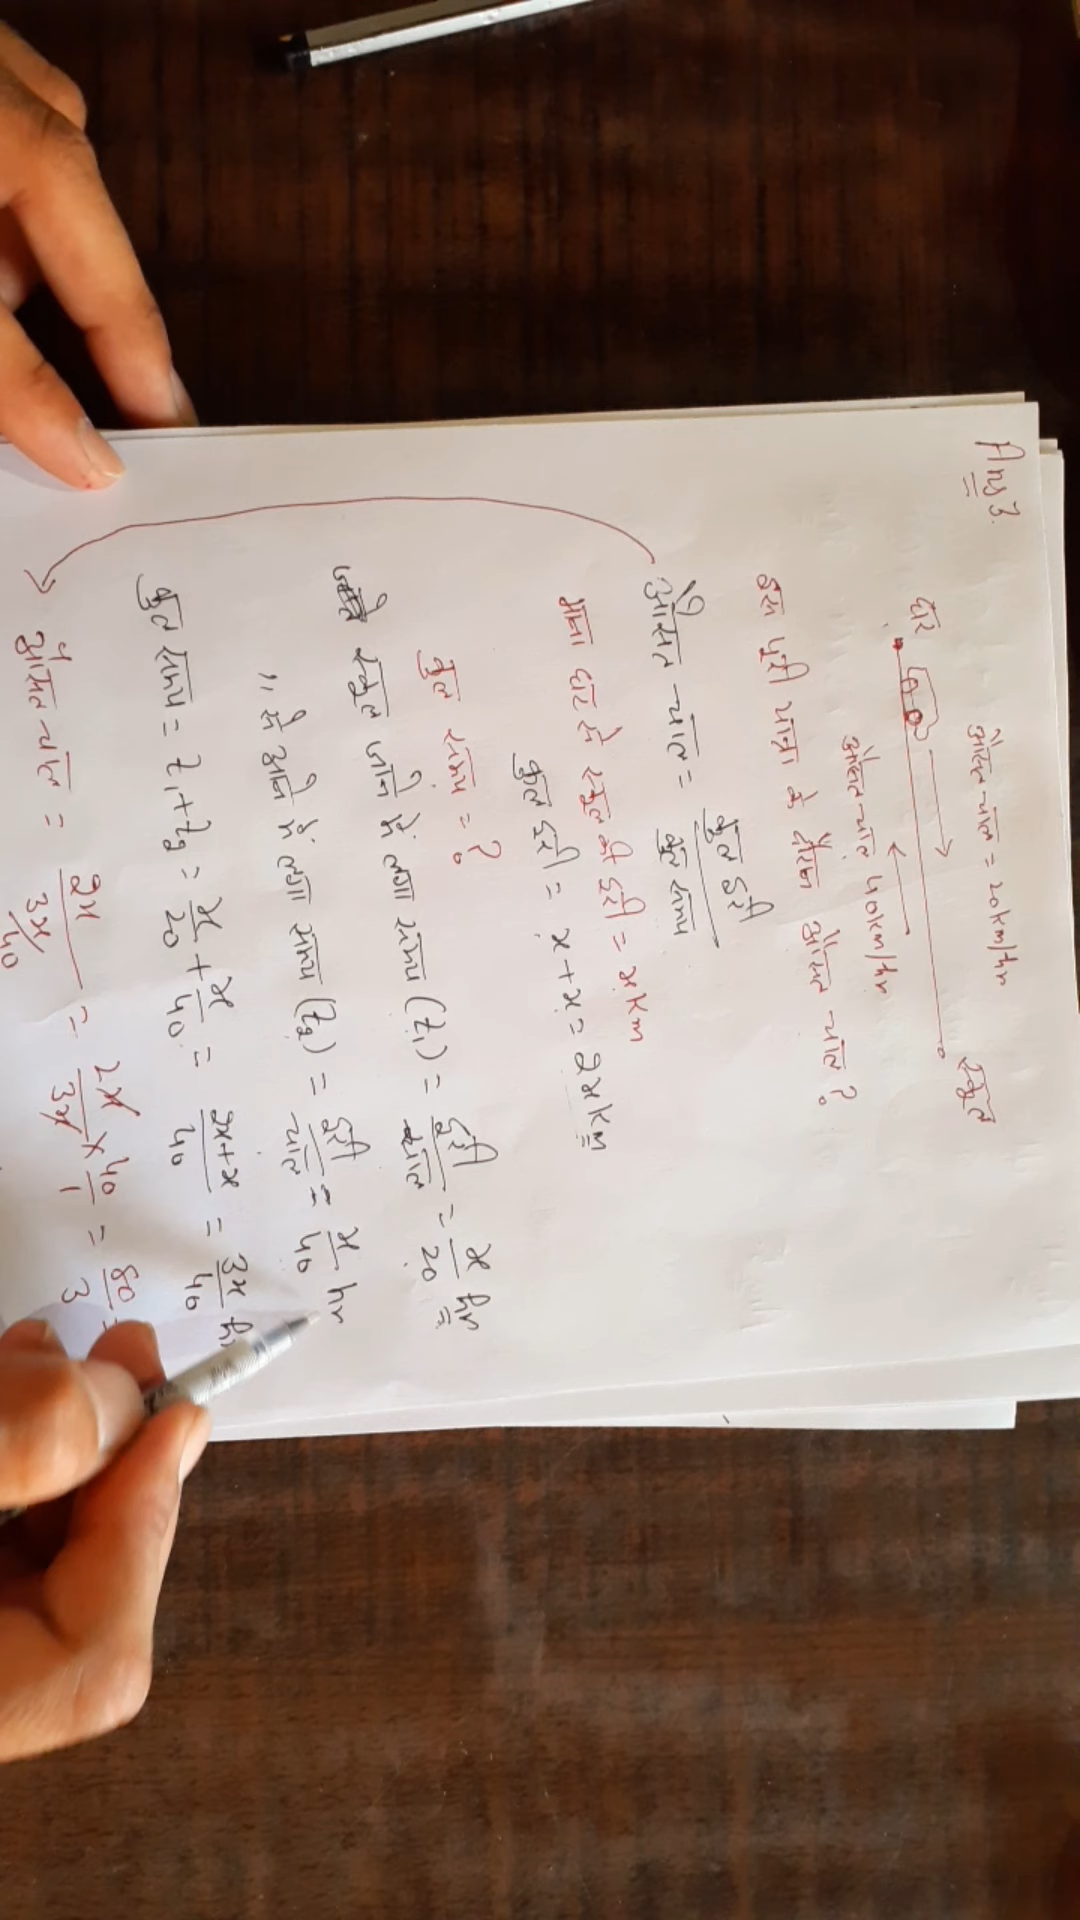 Ans 3.
औसत चाल = 20km/hr
घर
स्कूल
औसत चाल 40km/hr
इस पूरी यात्रा के दौरान औसत चाल ?
औसत चाल = कुल दूरी / कुल समय
माना घर से स्कूल की दूरी = x km
कुल दूरी = x + x = 2x km
कुल समय = ?
स्कूल जाने में लगा समय (t1) = दूरी / चाल = x/20 hr
" से आने में लगा समय (t2) = दूरी / चाल = x/40 hr
कुल समय = t1 + t2 = x/20 + x/40 = 2x+x / 40 = 3x/40 hr
औसत चाल = 2x / 3x/40 = 2x/3x × 40/1 = 80/3 =